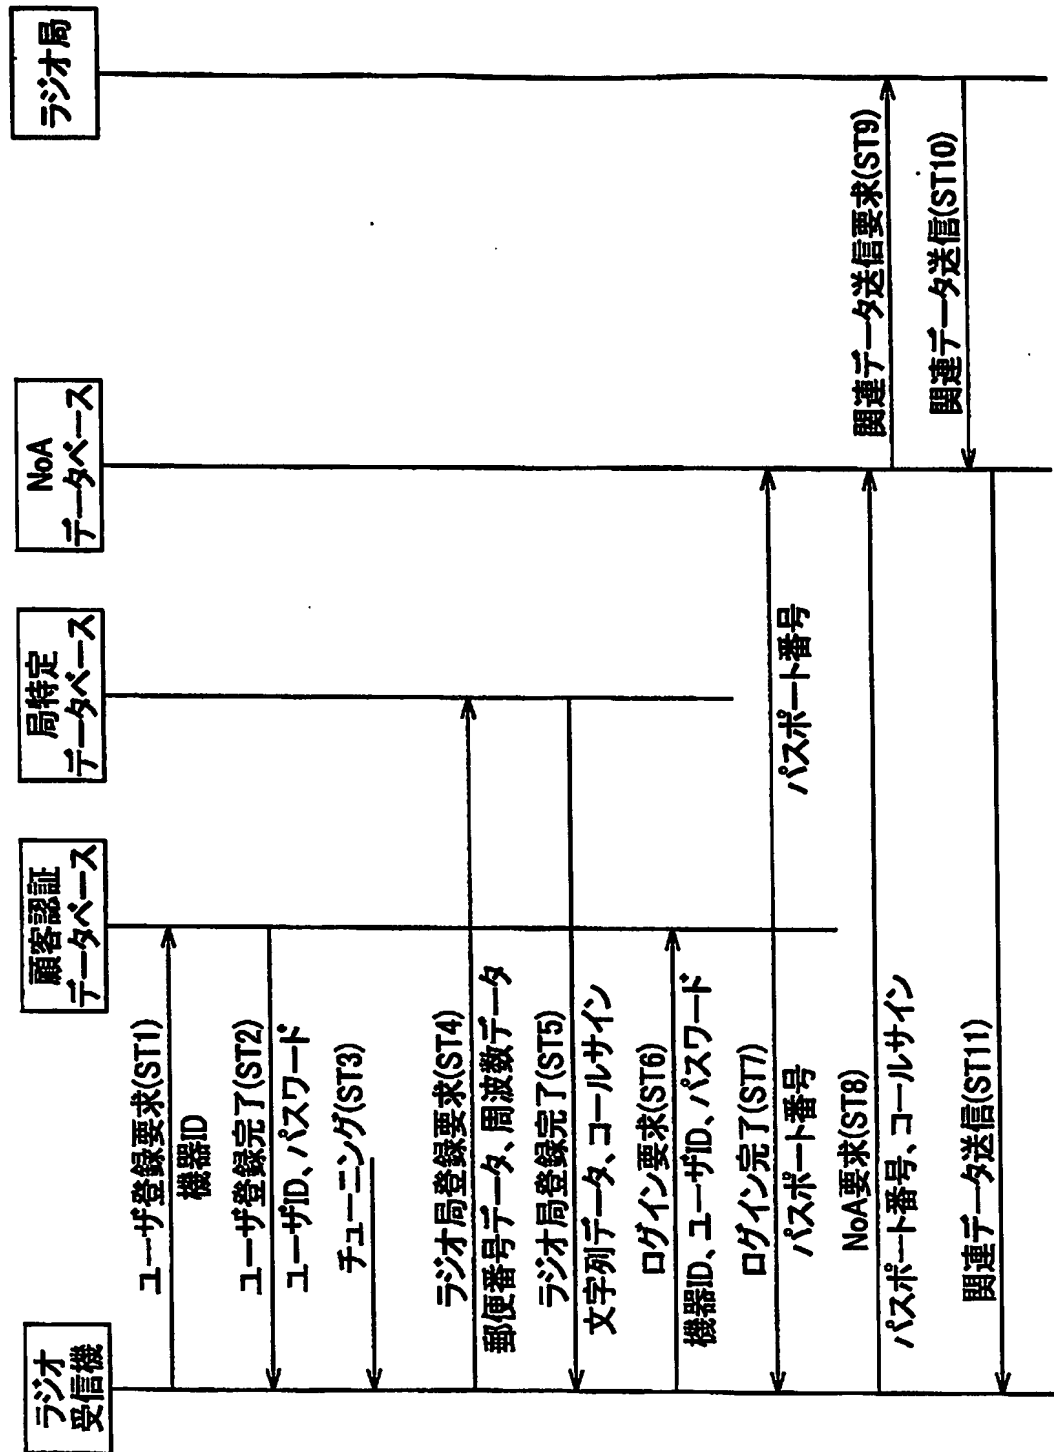 ラジオ
受信機
顧客認証
データベース
局特定
データベース
NoA
データベース
ラジオ局
ユーザ登録要求(ST1)
機器ID
ユーザ登録完了(ST2)
ユーザID、パスワード
チューニング(ST3)
ラジオ局登録要求(ST4)
郵便番号データ、周波数データ
ラジオ局登録完了(ST5)
文字列データ、コールサイン
ログイン要求(ST6)
機器ID、ユーザID、パスワード
ログイン完了(ST7)
パスポート番号
パスポート番号
NoA要求(ST8)
パスポート番号、コールサイン
関連データ送信要求(ST9)
関連データ送信(ST10)
関連データ送信(ST11)